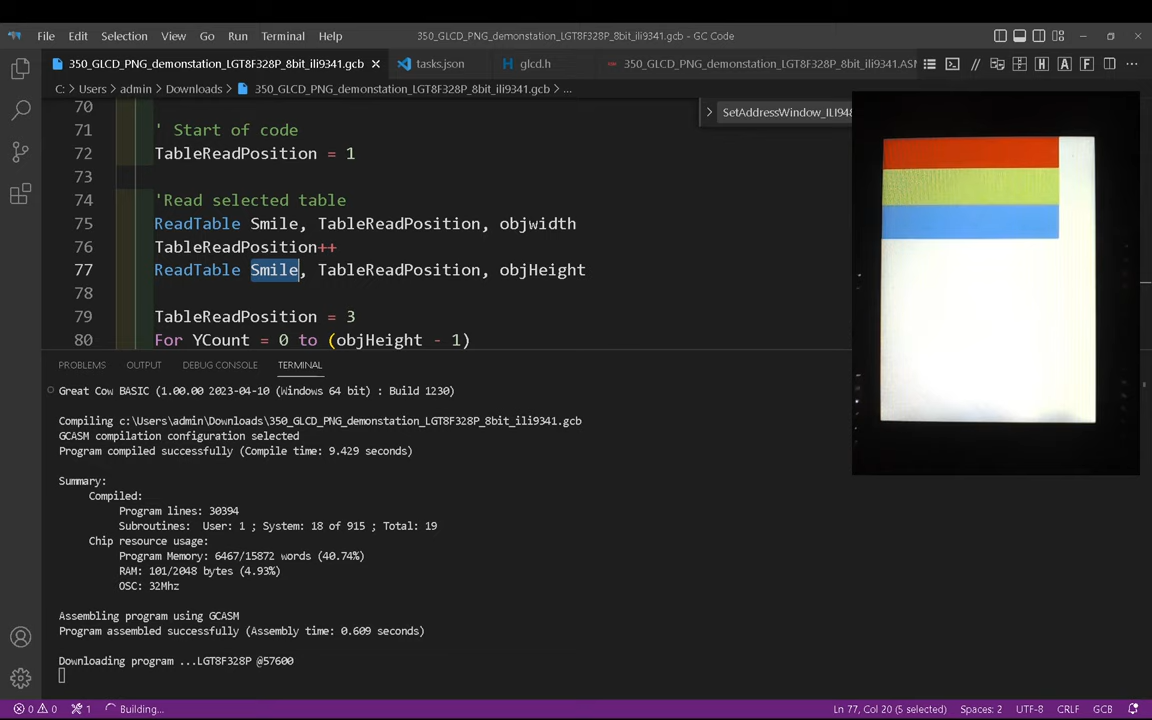 File Edit Selection View Go Run Terminal Help 350_GLCD_PNG_demonstation_LGT8F328P_8bit_ili9341.gcb - GC Code
350_GLCD_PNG_demonstation_LGT8F328P_8bit_ili9341.gcb tasks.json glcd.h 350_GLCD_PNG_demonstation_LGT8F328P_8bit_ili9341.ASM
C: > Users > admin > Downloads > 350_GLCD_PNG_demonstation_LGT8F328P_8bit_ili9341.gcb > ...
SetAddressWindow_ILI948
70
71 ' Start of code
72 TableReadPosition = 1
73
74 'Read selected table
75 ReadTable Smile, TableReadPosition, objwidth
76 TableReadPosition++
77 ReadTable Smile, TableReadPosition, objHeight
78
79 TableReadPosition = 3
80 For YCount = 0 to (objHeight - 1)
PROBLEMS OUTPUT DEBUG CONSOLE TERMINAL
Great Cow BASIC (1.00.00 2023-04-10 (Windows 64 bit) : Build 1230)
Compiling c:\Users\admin\Downloads\350_GLCD_PNG_demonstation_LGT8F328P_8bit_ili9341.gcb
GCASM compilation configuration selected
Program compiled successfully (Compile time: 9.429 seconds)
Summary:
Compiled:
Program lines: 30394
Subroutines: User: 1 ; System: 18 of 915 ; Total: 19
Chip resource usage:
Program Memory: 6467/15872 words (40.74%)
RAM: 101/2048 bytes (4.93%)
OSC: 32Mhz
Assembling program using GCASM
Program assembled successfully (Assembly time: 0.609 seconds)
Downloading program ...LGT8F328P @57600
0 0 1 Building... Ln 77, Col 20 (5 selected) Spaces: 2 UTF-8 CRLF GCB